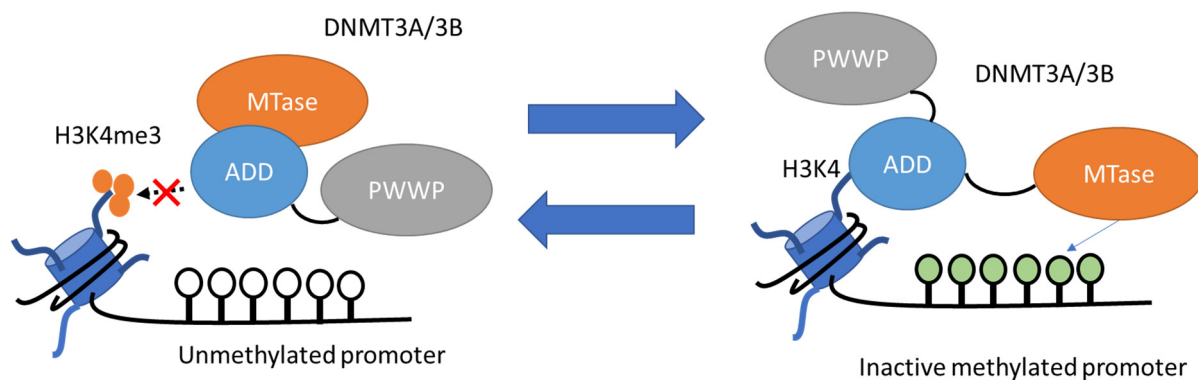 DNMT3A/3B
MTase
H3K4me3
ADD
PWWP
Unmethylated promoter
PWWP
DNMT3A/3B
H3K4
ADD
MTase
Inactive methylated promoter